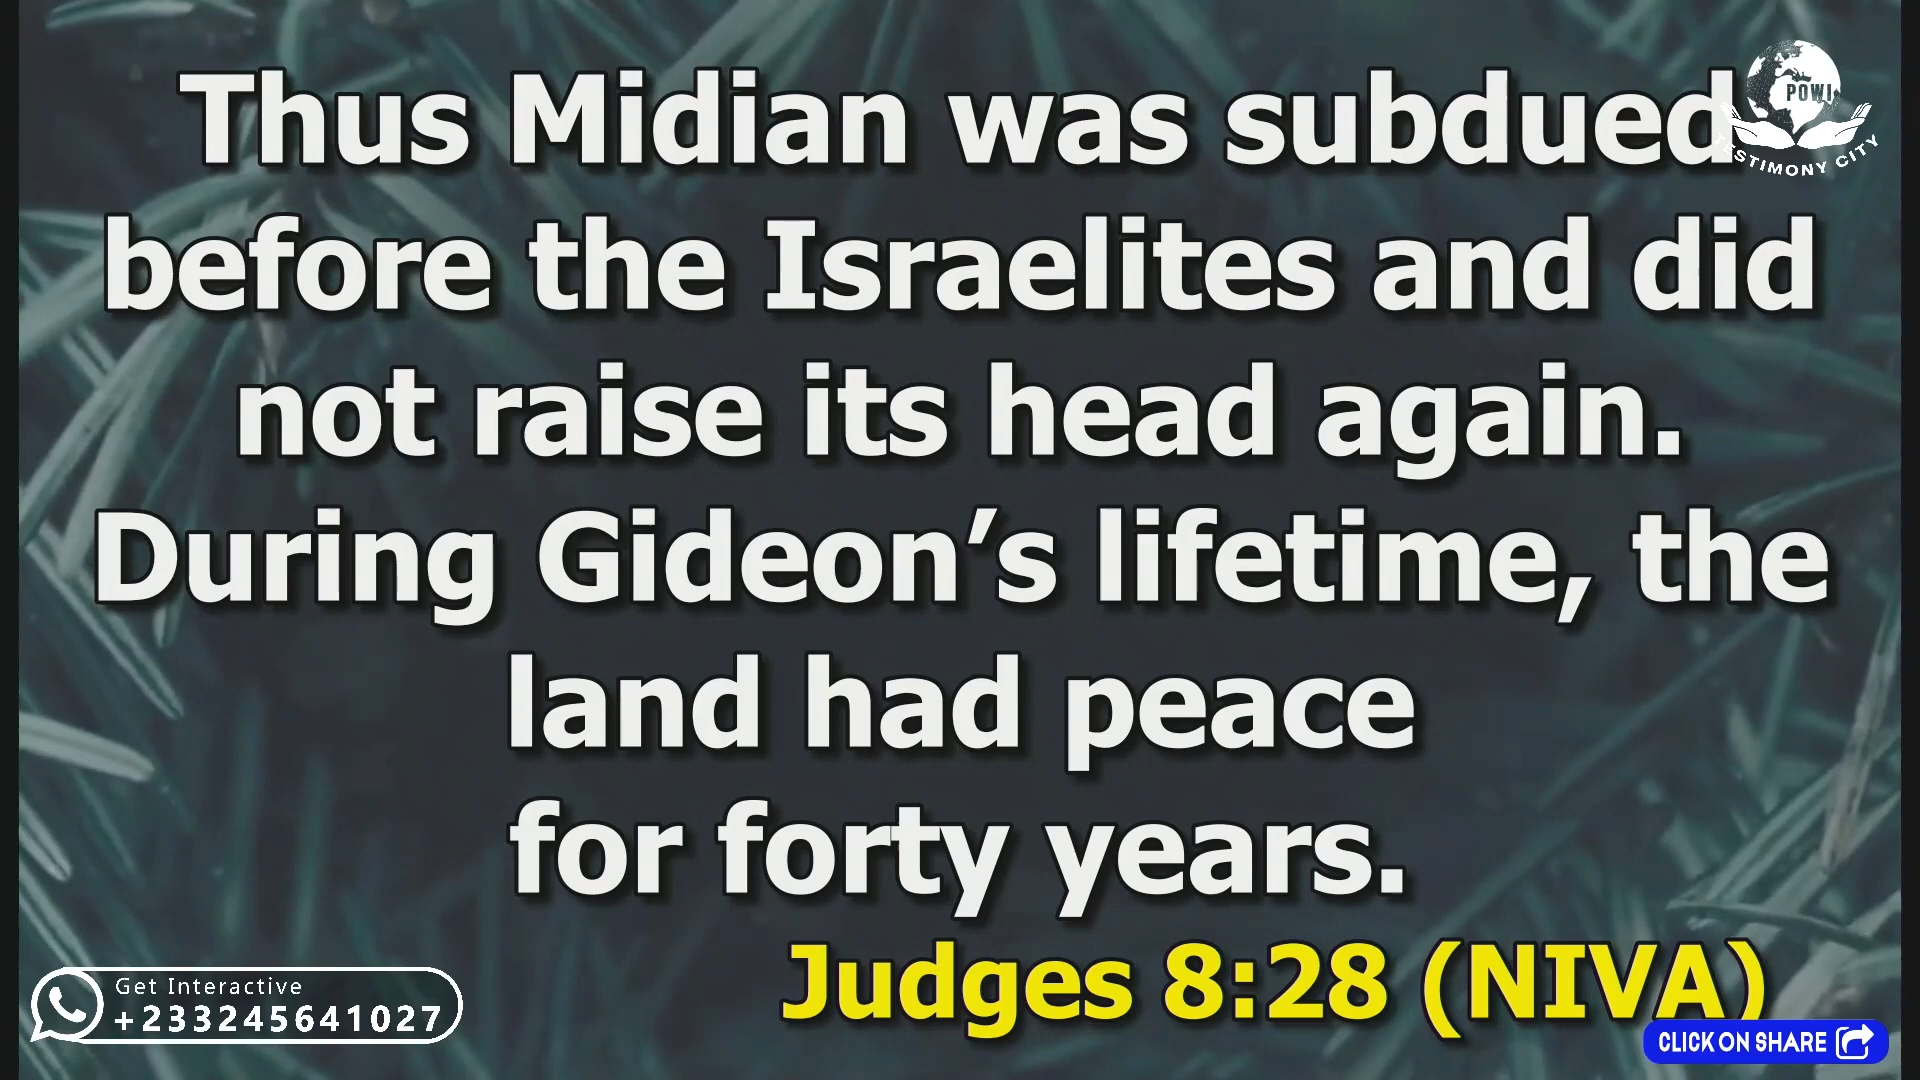 Thus Midian was subdued
before the Israelites and did
not raise its head again.
During Gideon’s lifetime, the
land had peace
for forty years.
Judges 8:28 (NIVA)
POWI
TESTIMONY CITY
Get Interactive
+233245641027
CLICK ON SHARE